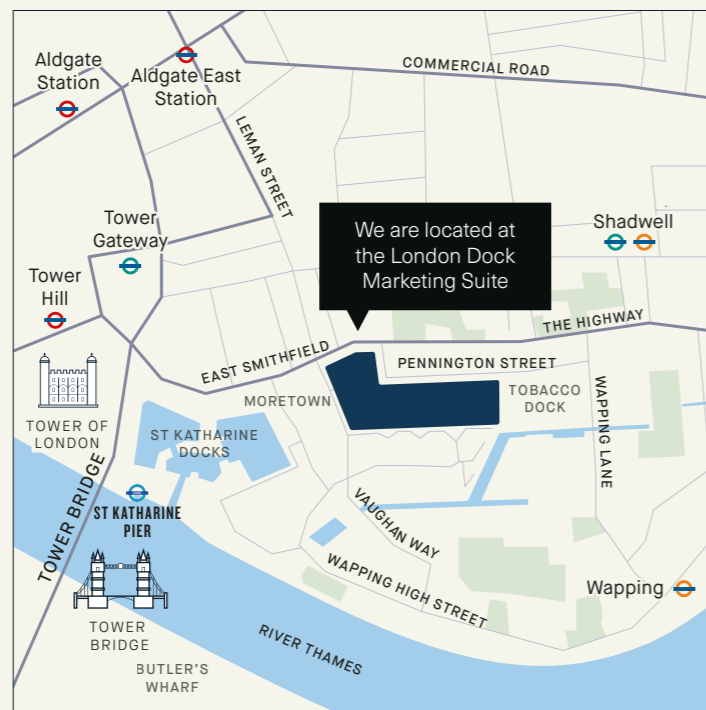 Aldgate
Station
Aldgate East
Station
COMMERCIAL ROAD
LEMAN STREET
Tower
Gateway
We are located at
the London Dock
Marketing Suite
Shadwell
Tower
Hill
THE HIGHWAY
EAST SMITHFIELD
PENNINGTON STREET
MORETOWN
TOBACCO
DOCK
WAPPING LANE
TOWER OF
LONDON
ST KATHARINE
DOCKS
TOWER BRIDGE
ST KATHARINE
PIER
VAUGHAN WAY
WAPPING HIGH STREET
Wapping
TOWER
BRIDGE
RIVER THAMES
BUTLER'S
WHARF